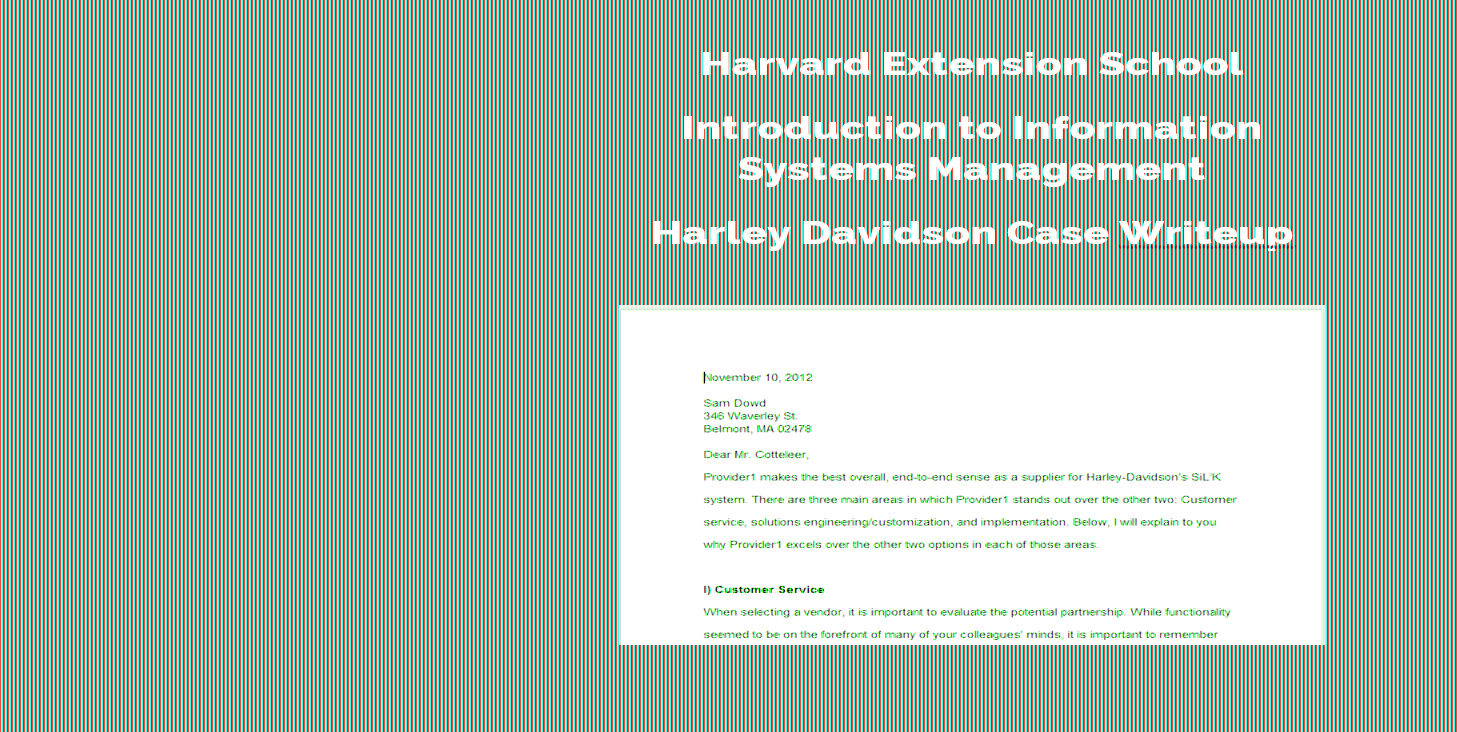 Harvard Extension School
Introduction to Information
Systems Management
Harley Davidson Case Writeup
November 10, 2012
Sam Dowd
346 Waverley St.
Belmont, MA 02478
Dear Mr. Cotteleer,
Provider1 makes the best overall, end-to-end sense as a supplier for Harley-Davidson's SiL'K
system. There are three main areas in which Provider1 stands out over the other two: Customer
service, solutions engineering/customization, and implementation. Below, I will explain to you
why Provider1 excels over the other two options in each of those areas.
I) Customer Service
When selecting a vendor, it is important to evaluate the potential partnership. While functionality
seemed to be on the forefront of many of your colleagues' minds, it is important to remember